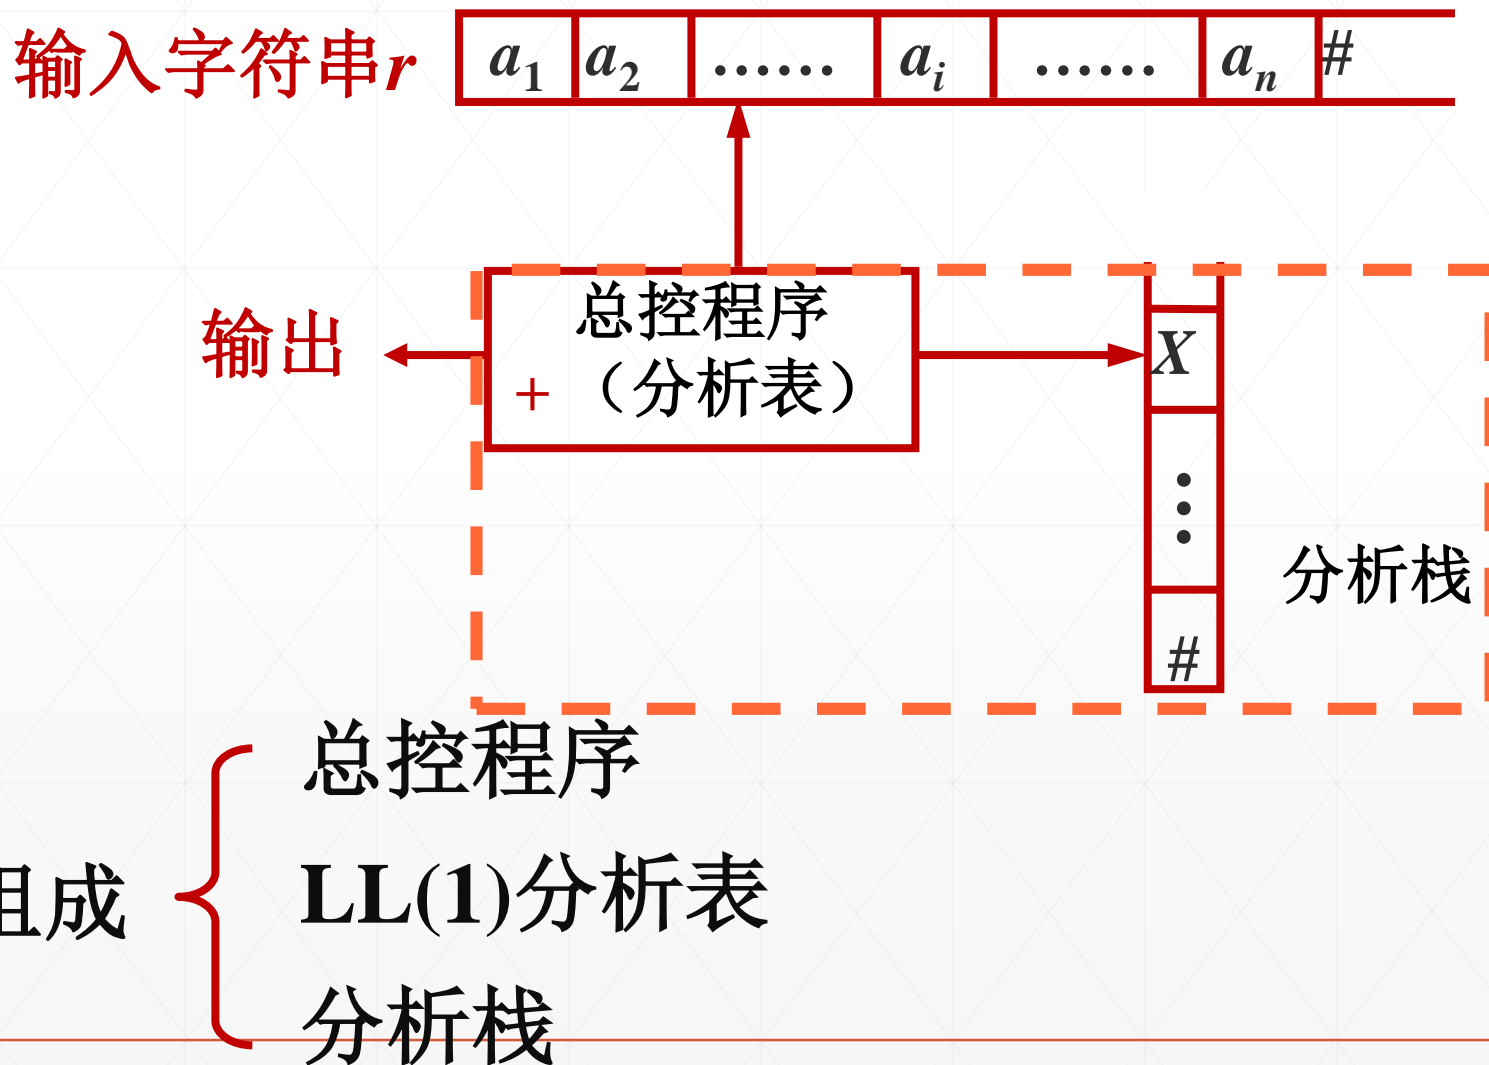 输入字符串r a1 a2 …… ai …… an #
总控程序
输出 + （分析表） X
⋮
分析栈
#
总控程序
组成
LL(1)分析表
分析栈